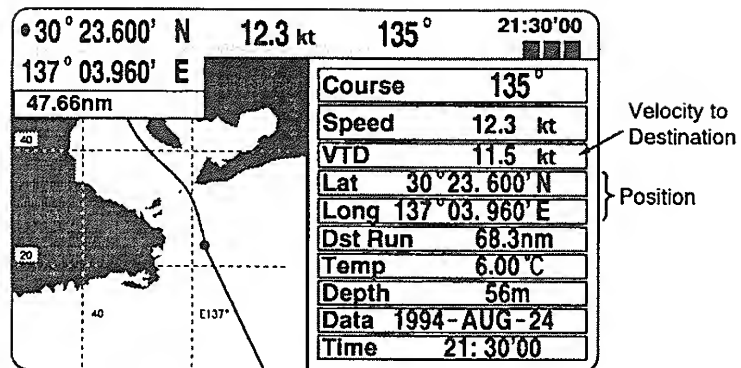 30° 23.600' N 12.3 kt 135° 21:30'00
137° 03.960' E
47.66nm
40
20
40
E137°
Course 135°
Speed 12.3 kt
VTD 11.5 kt
Lat 30°23.600'N
Long 137°03.960'E
Dst Run 68.3nm
Temp 6.00°C
Depth 56m
Data 1994-AUG-24
Time 21:30'00
Velocity to
Destination
Position